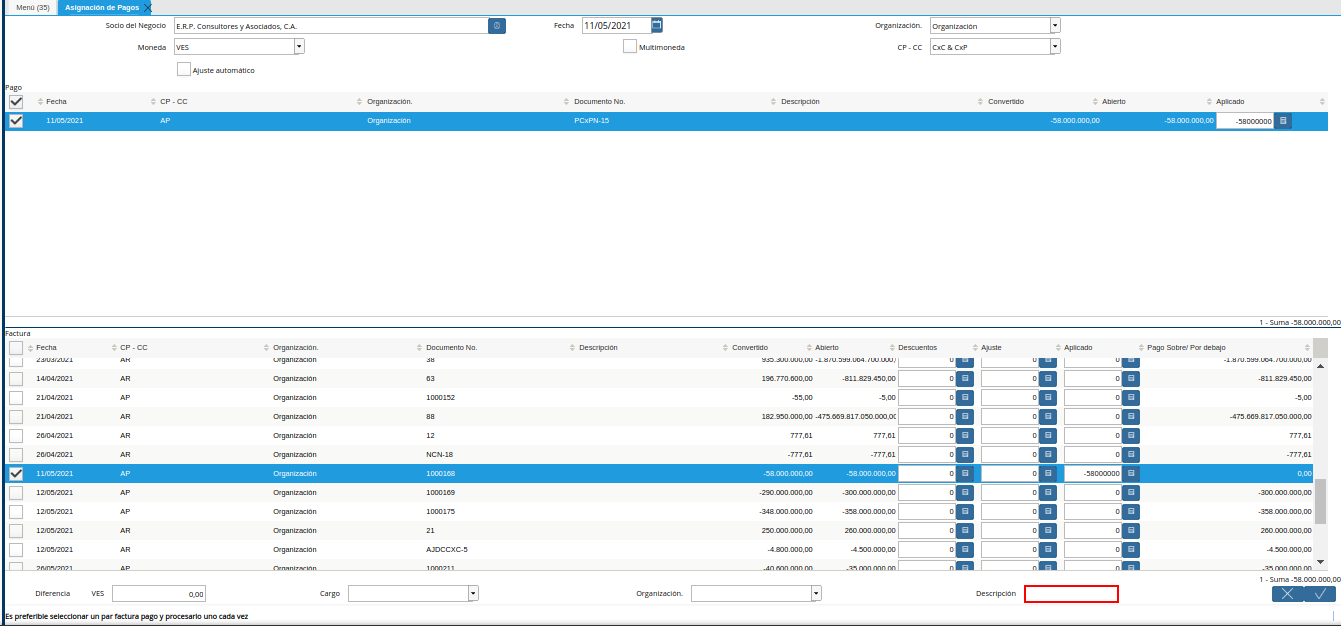 Menú (35) Asignación de Pagos
Socio del Negocio E.R.P. Consultores y Asociados, C.A. Fecha 11/05/2021 Organización. Organización
Moneda VES Multimoneda CP - CC CxC & CxP
Ajuste automático
Pago
Fecha CP - CC Organización. Documento No. Descripción Convertido Abierto Aplicado
11/05/2021 AP Organización PCxPN-15 -58.000.000,00 -58.000.000,00 -58000000
1 - Suma -58.000.000,00
Factura
Fecha CP - CC Organización. Documento No. Descripción Convertido Abierto Descuentos Ajuste Aplicado Pago Sobre/ Por debajo
23/03/2021 AR Organización 38 935.300.000,00 -1.870.599.064.700.000,( 0 0 0 -1.870.599.064.700.000,00
14/04/2021 AR Organización 63 196.770.600,00 -811.829.450,00 0 0 0 -811.829.450,00
21/04/2021 AP Organización 1000152 -55,00 -5,00 0 0 0 -5,00
21/04/2021 AR Organización 88 182.950.000,00 -475.669.817.050.000,0( 0 0 0 -475.669.817.050.000,00
26/04/2021 AR Organización 12 777,61 777,61 0 0 0 777,61
26/04/2021 AR Organización NCN-18 -777,61 -777,61 0 0 0 -777,61
11/05/2021 AP Organización 1000168 -58.000.000,00 -58.000.000,00 0 0 -58000000 0,00
12/05/2021 AP Organización 1000169 -290.000.000,00 -300.000.000,00 0 0 0 -300.000.000,00
12/05/2021 AP Organización 1000175 -348.000.000,00 -358.000.000,00 0 0 0 -358.000.000,00
12/05/2021 AR Organización 21 250.000.000,00 260.000.000,00 0 0 0 260.000.000,00
12/05/2021 AR Organización AJDCCXC-5 -4.800.000,00 -4.500.000,00 0 0 0 -4.500.000,00
26/05/2021 AP Organización 1000211 -40.600.000,00 -35.000.000,00 0 0 0 -35.000.000,00
1 - Suma -58.000.000,00
Diferencia VES 0,00 Cargo Organización. Descripción
Es preferible seleccionar un par factura pago y procesarlo uno cada vez